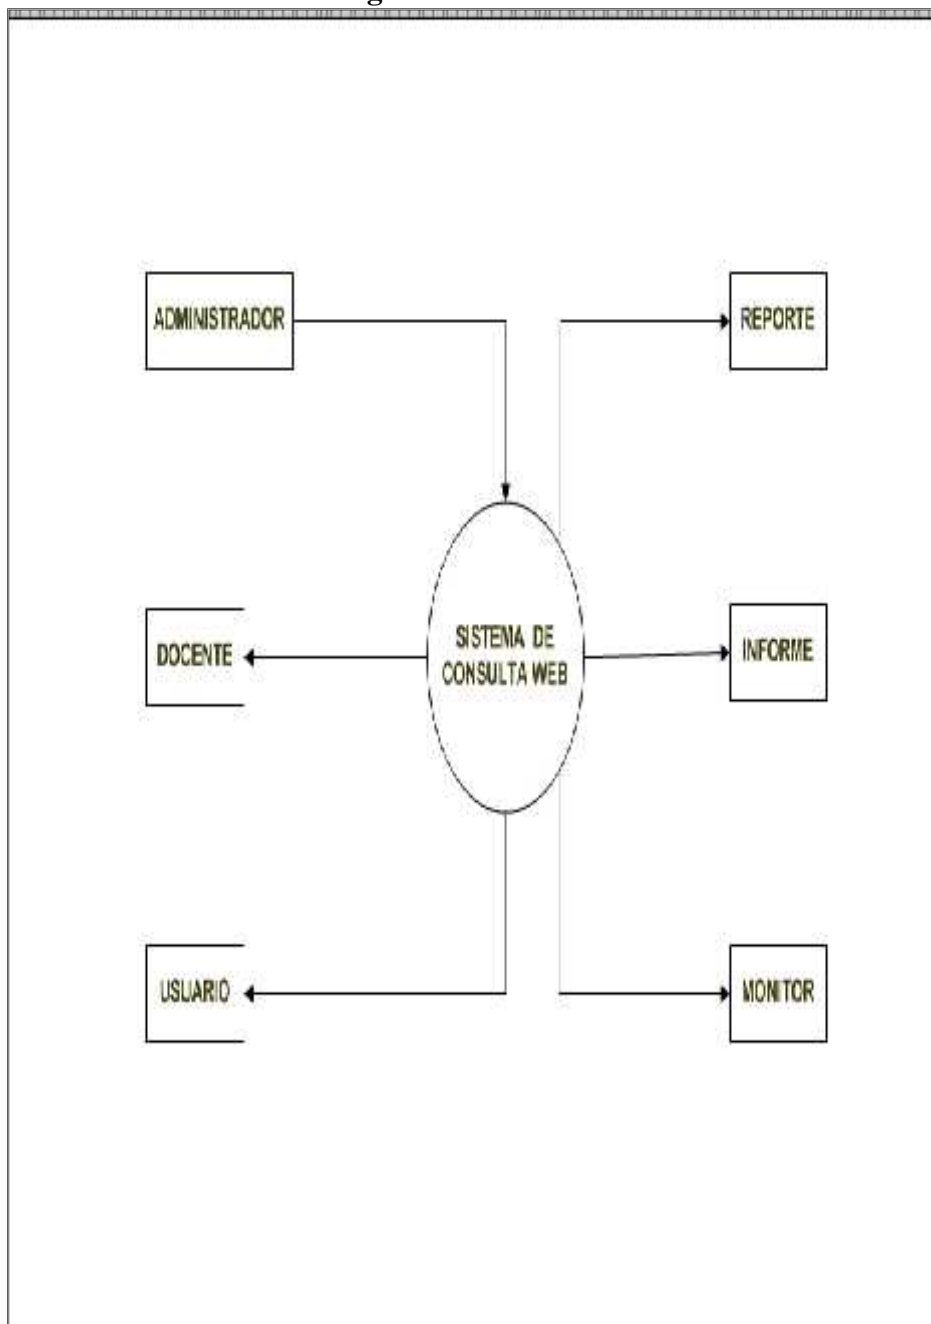 ADMINISTRADOR
REPORTE
SISTEMA DE
CONSULTA WEB
DOCENTE
INFORME
USUARIO
MONITOR